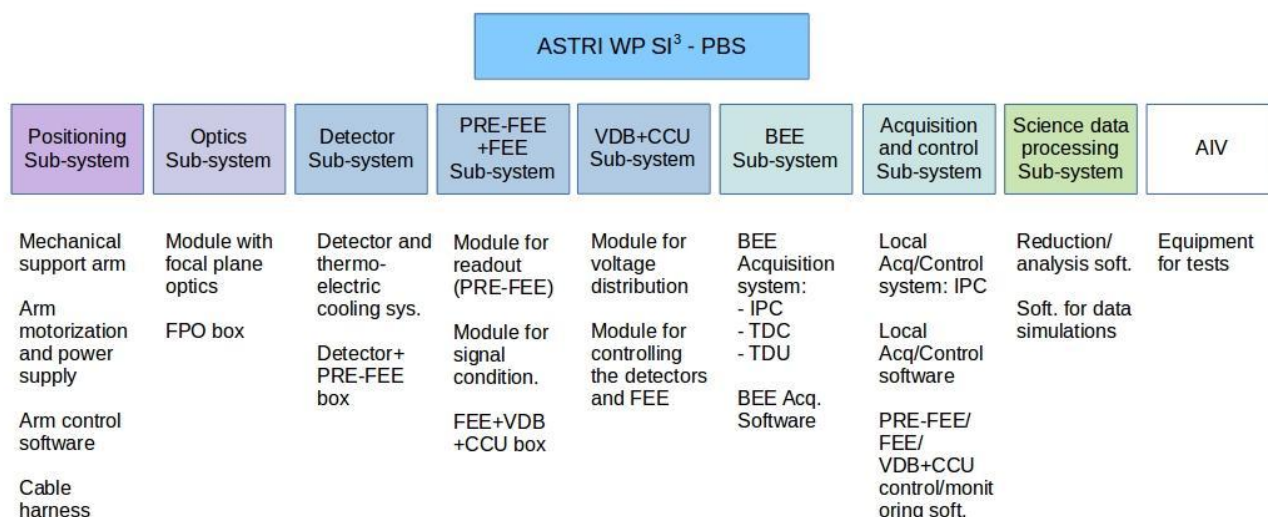 ASTRI WP SI³ - PBS
Positioning
Sub-system
Optics
Sub-system
Detector
Sub-system
PRE-FEE
+FEE
Sub-system
VDB+CCU
Sub-system
BEE
Sub-system
Acquisition
and control
Sub-system
Science data
processing
Sub-system
AIV
Mechanical
support arm
Arm
motorization
and power
supply
Arm control
software
Cable
harness
Module with
focal plane
optics
FPO box
Detector and
thermo-
electric
cooling sys.
Detector+
PRE-FEE
box
Module for
readout
(PRE-FEE)
Module for
signal
condition.
FEE+VDB
+CCU box
Module for
voltage
distribution
Module for
controlling
the detectors
and FEE
BEE
Acquisition
system:
- IPC
- TDC
- TDU
BEE Acq.
Software
Local
Acq/Control
system: IPC
Local
Acq/Control
software
PRE-FEE/
FEE/
VDB+CCU
control/monit
oring soft.
Reduction/
analysis soft.
Soft. for data
simulations
Equipment
for tests